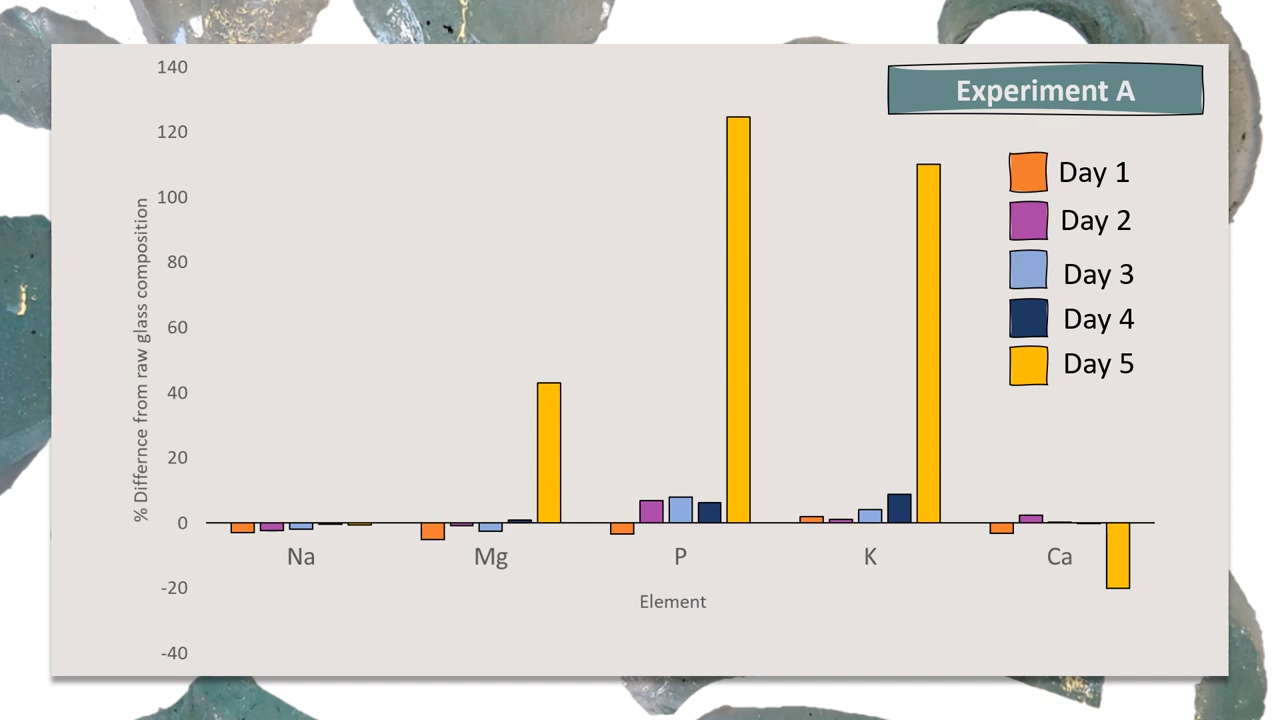 Experiment A
Day 1
Day 2
Day 3
Day 4
Day 5
% Differnce from raw glass composition
140
120
100
80
60
40
20
0
-20
-40
Na Mg P K Ca
Element